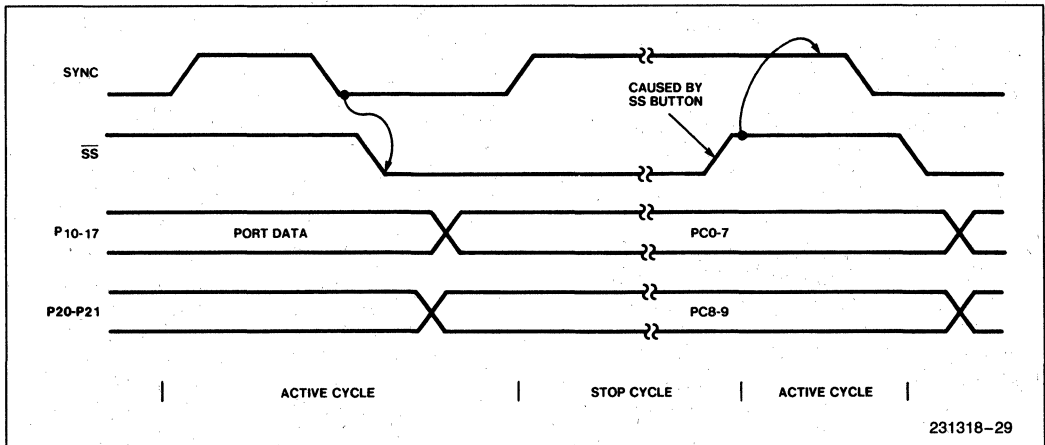 SYNC
CAUSED BY
SS BUTTON
SS
P10-17
PORT DATA
PC0-7
P20-P21
PC8-9
ACTIVE CYCLE
STOP CYCLE
ACTIVE CYCLE
231318-29